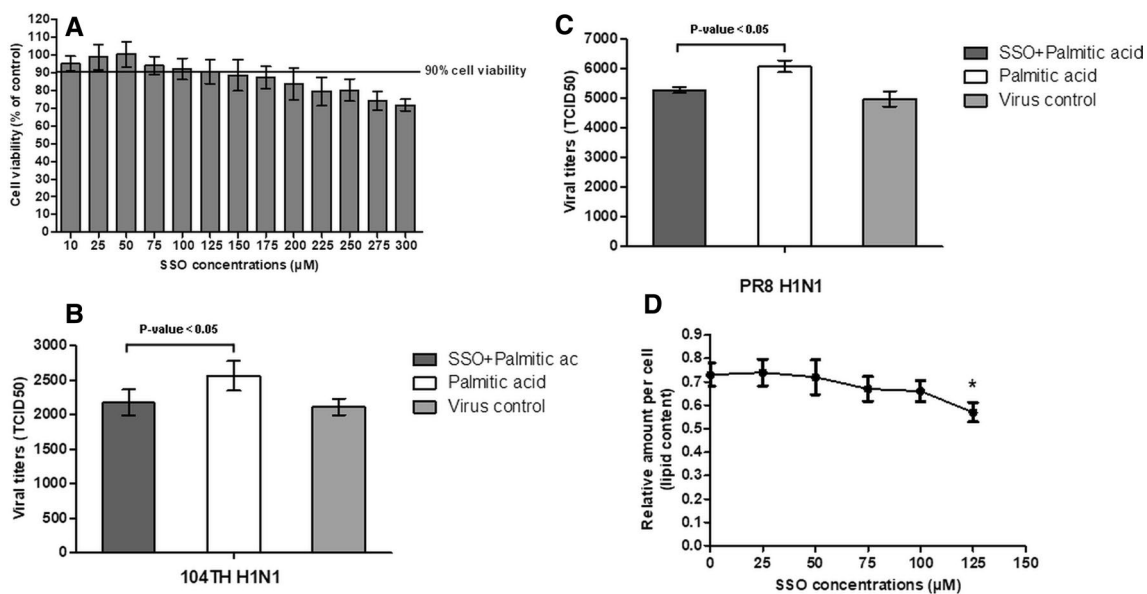 A
120
110
100
90
80
70
60
50
40
30
20
10
0
Cell viability (% of control)
90% cell viability
10 25 50 75 100 125 150 175 200 225 250 275 300
SSO concentrations (µM)
C
P-value < 0.05
7000
6000
5000
4000
3000
2000
1000
0
Viral titers (TCID50)
SSO+Palmitic acid
Palmitic acid
Virus control
PR8 H1N1
B
P-value < 0.05
3000
2500
2000
1500
1000
500
0
Viral titers (TCID50)
SSO+Palmitic ac
Palmitic acid
Virus control
104TH H1N1
D
0.9
0.8
0.7
0.6
0.5
0.4
0.3
0.2
0.1
0.0
Relative amount per cell
(lipid content)
*
0 25 50 75 100 125 150
SSO concentrations (µM)